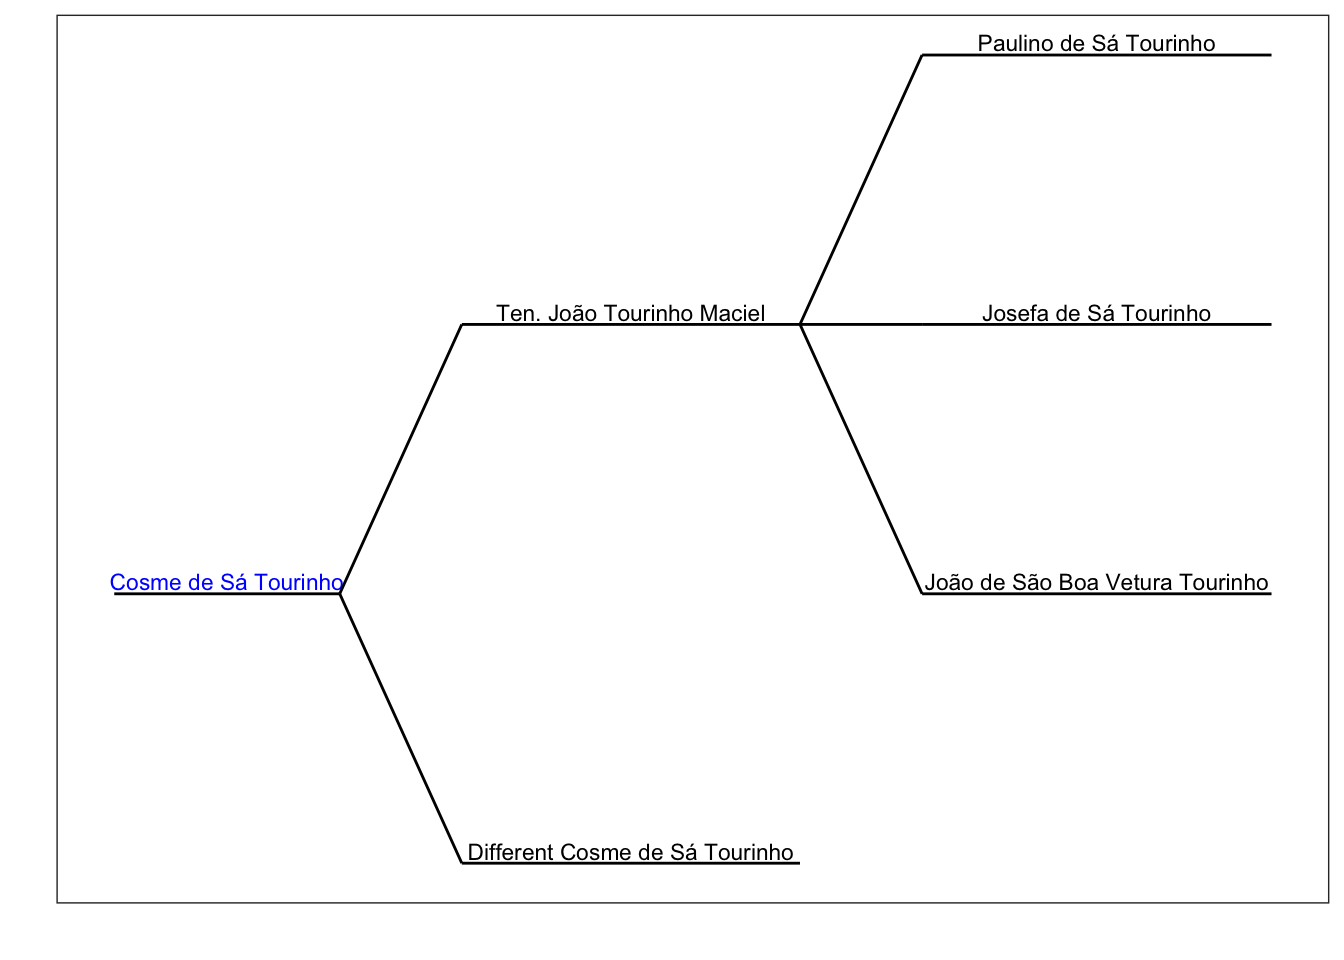 Paulino de Sá Tourinho
Ten. João Tourinho Maciel
Josefa de Sá Tourinho
Cosme de Sá Tourinho
João de São Boa Vetura Tourinho
Different Cosme de Sá Tourinho